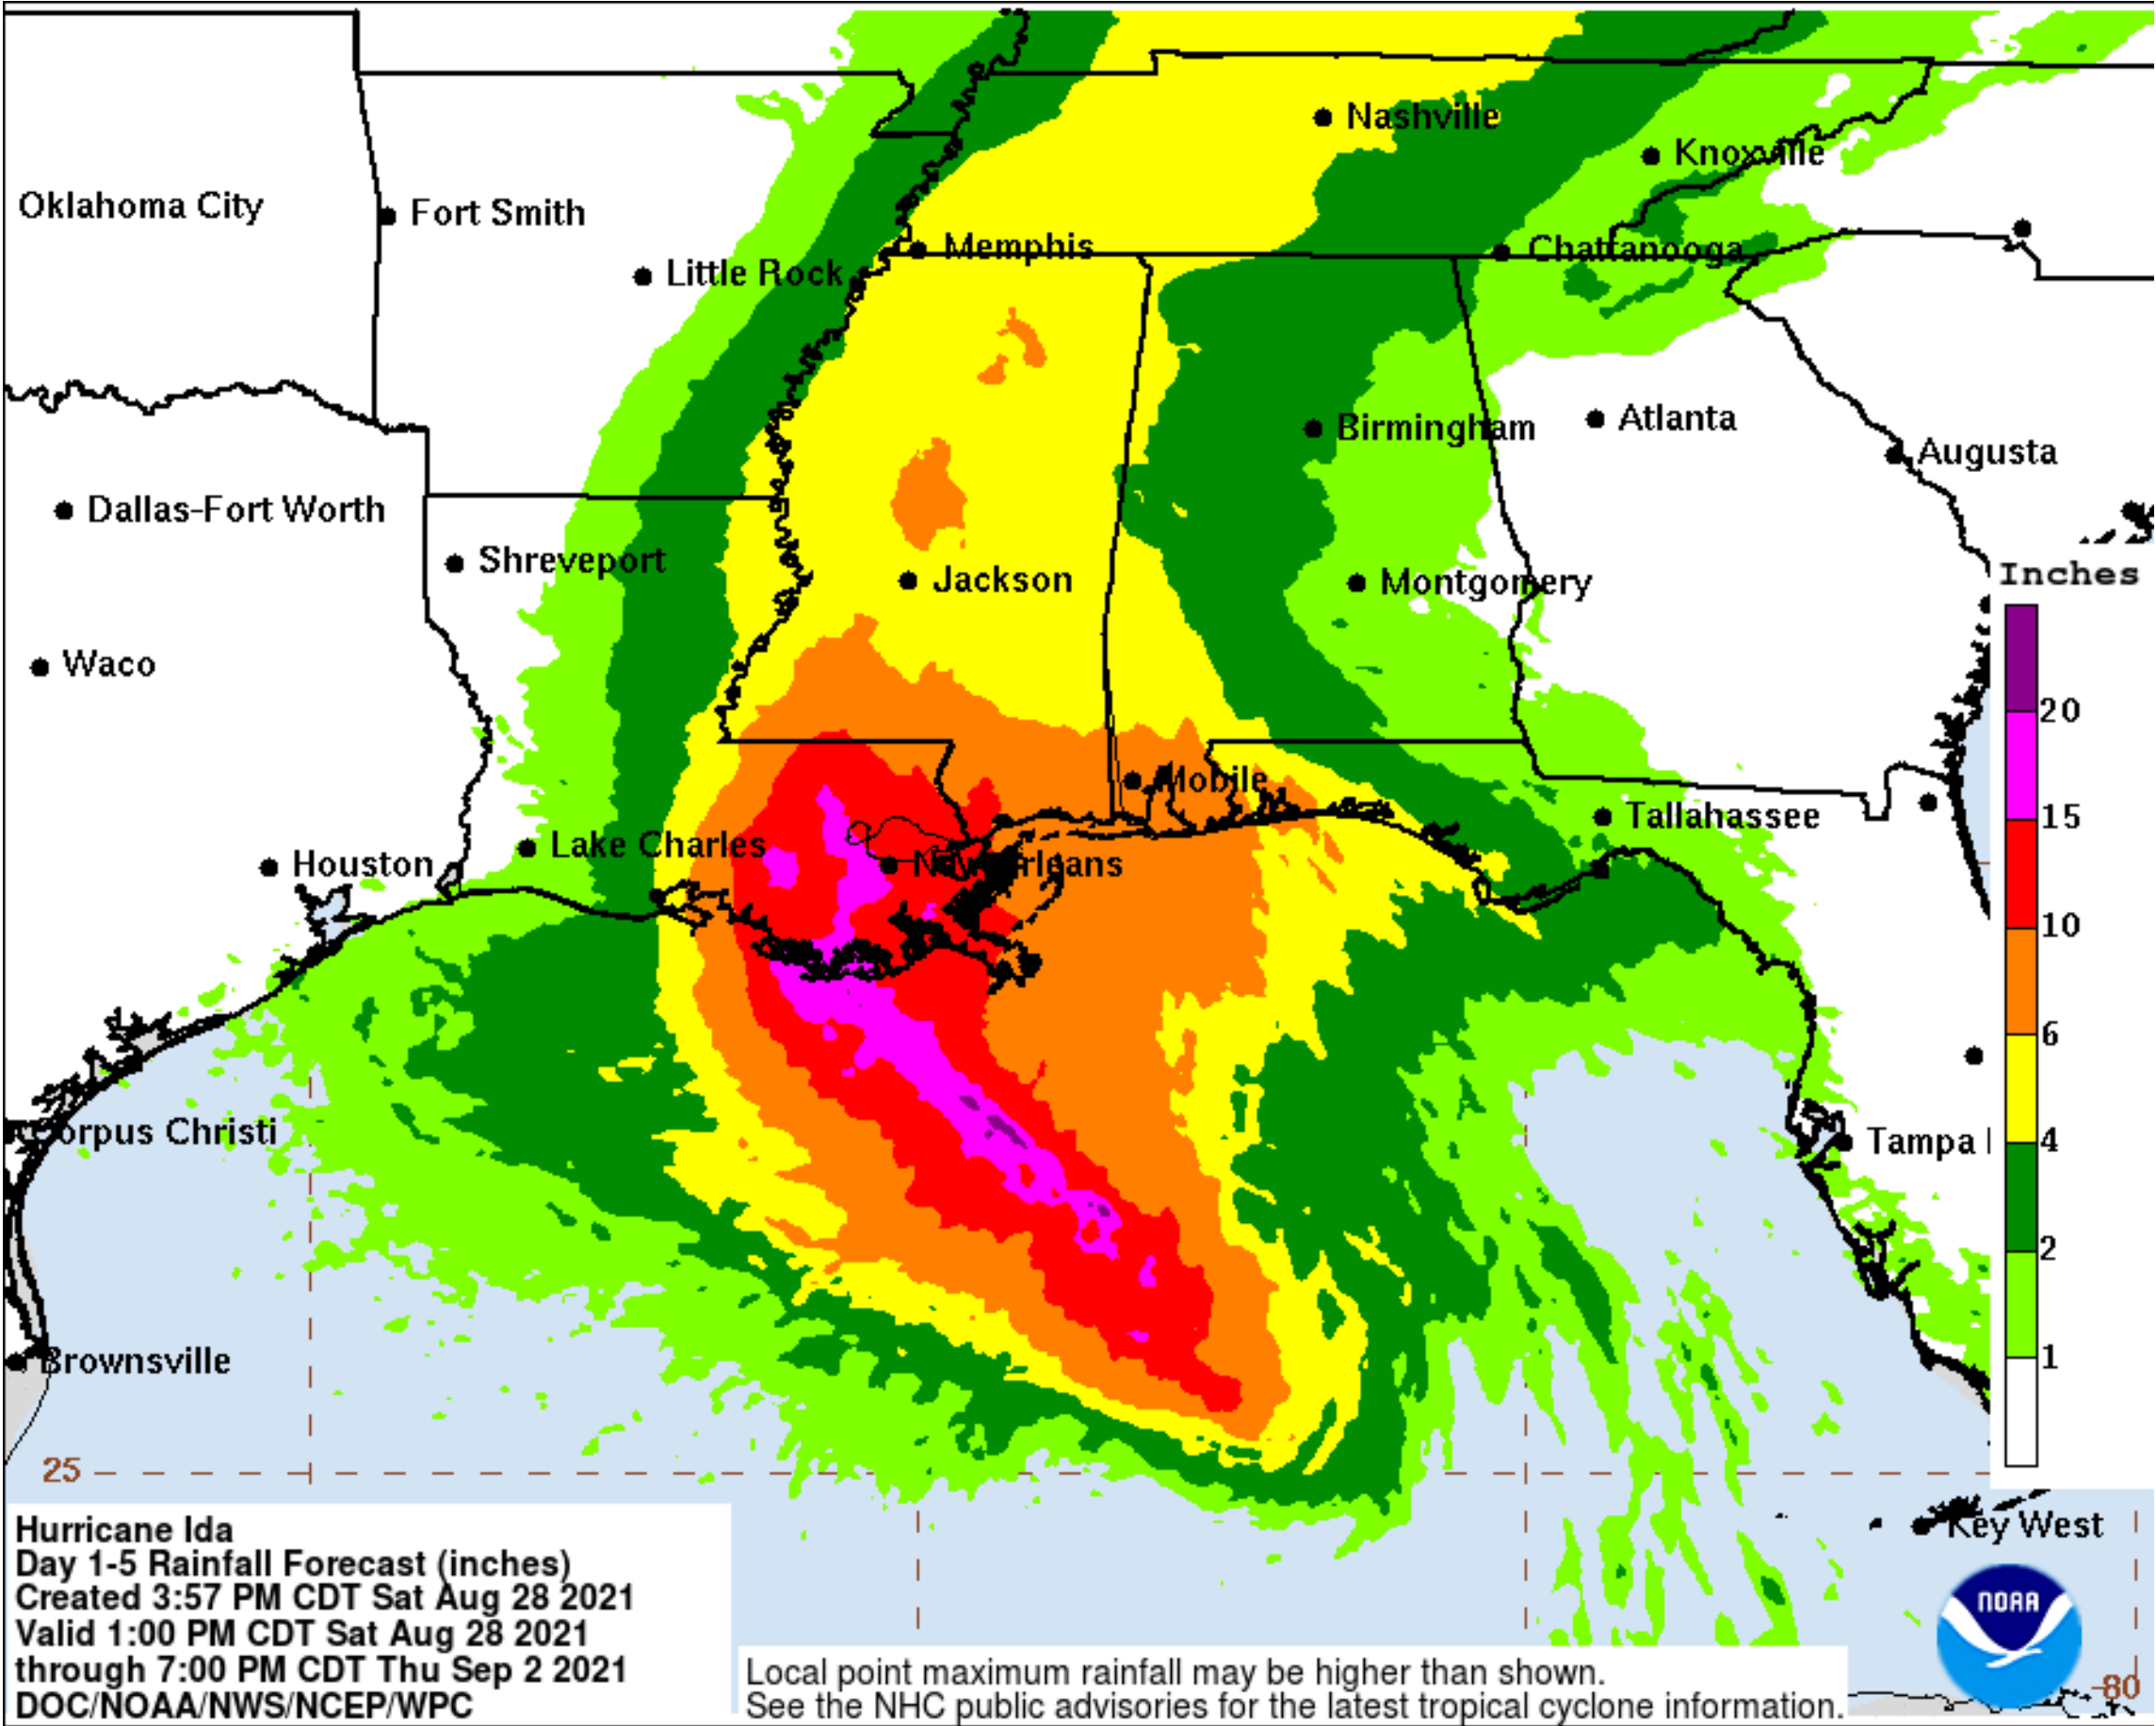 Nashville
Knoxville
Oklahoma City
Fort Smith
Memphis
Chattanooga
Little Rock
Birmingham
Atlanta
Augusta
Dallas-Fort Worth
Shreveport
Jackson
Montgomery
Inches
Waco
20
Mobile
15
Tallahassee
Lake Charles
Houston
New Orleans
10
6
Corpus Christi
Tampa
4
2
1
Brownsville
25
Key West
Hurricane Ida
Day 1-5 Rainfall Forecast (inches)
Created 3:57 PM CDT Sat Aug 28 2021
Valid 1:00 PM CDT Sat Aug 28 2021
through 7:00 PM CDT Thu Sep 2 2021
DOC/NOAA/NWS/NCEP/WPC
Local point maximum rainfall may be higher than shown.
See the NHC public advisories for the latest tropical cyclone information.
NOAA
-80